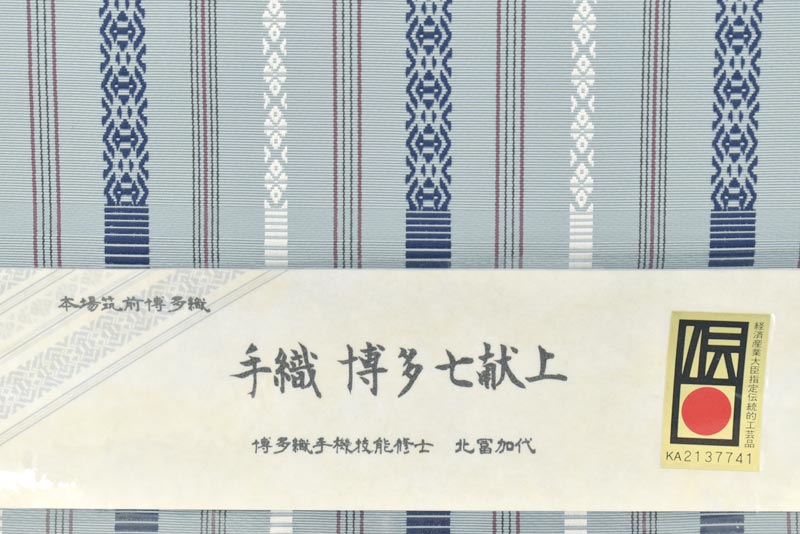 本場筑前博多織
手織 博多七献上
博多織手機技能修士 北冨加代
伝
経済産業大臣指定伝統的工芸品
KA2137741